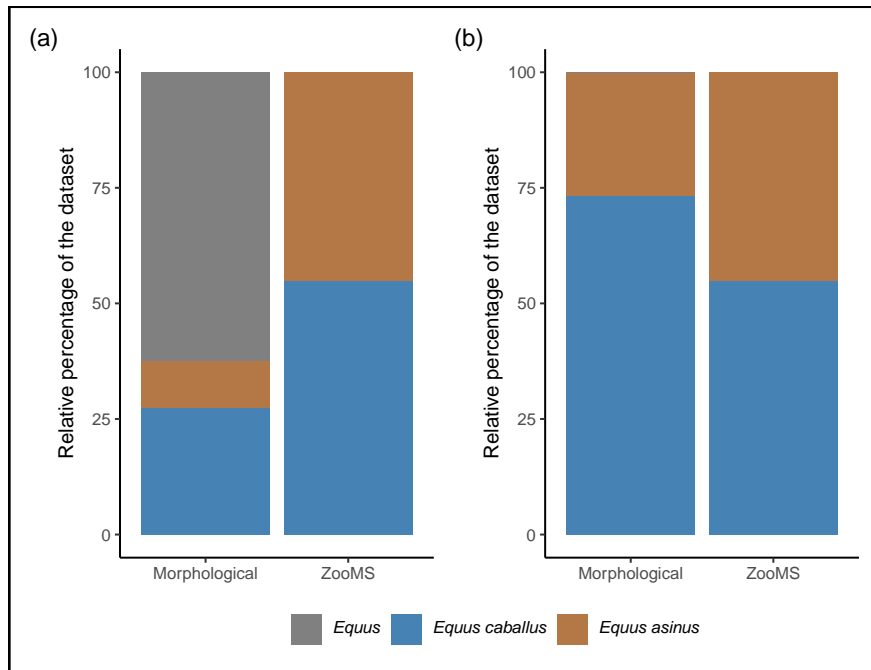 (a)
Relative percentage of the dataset
100
75
50
25
0
Morphological
ZooMS
(b)
Relative percentage of the dataset
100
75
50
25
0
Morphological
ZooMS
Equus
Equus caballus
Equus asinus